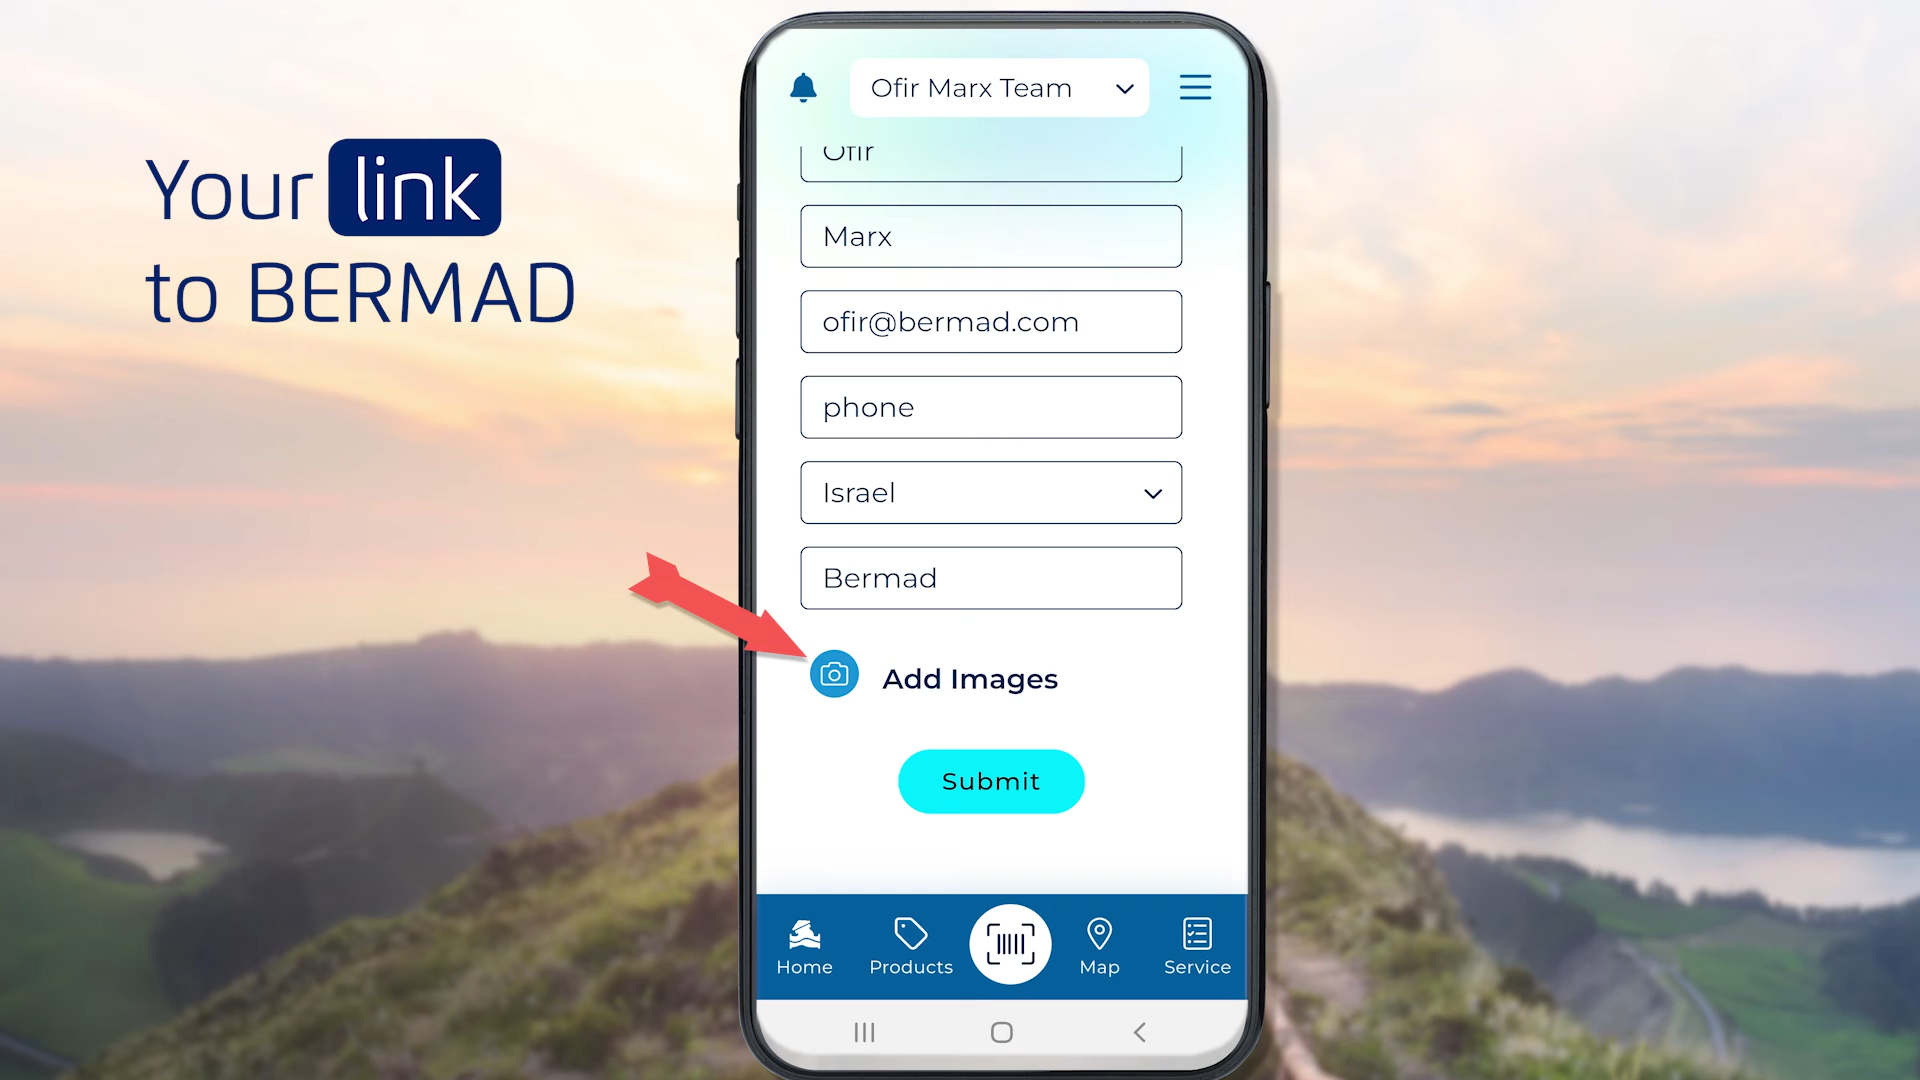 Your link
to BERMAD
Ofir Marx Team
Ofir
Marx
ofir@bermad.com
phone
Israel
Bermad
Add Images
Submit
Home
Products
Map
Service